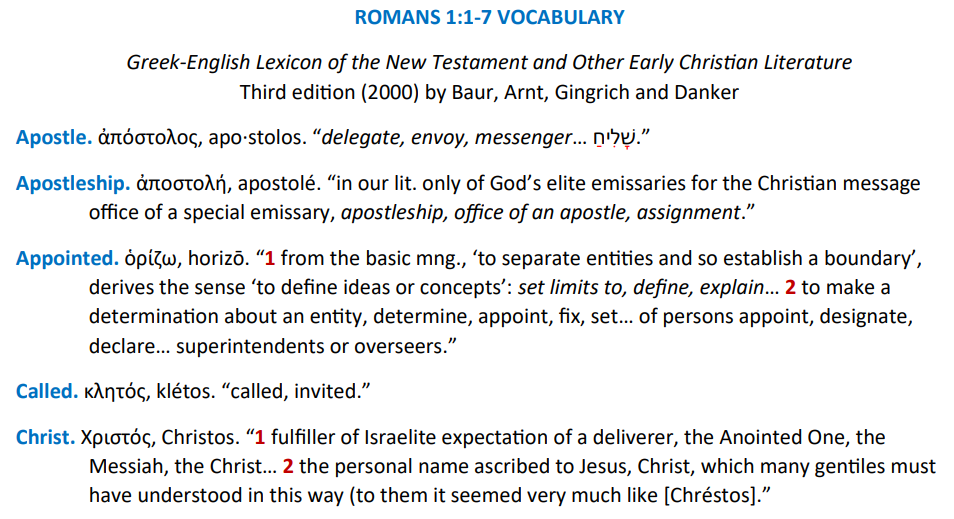 ROMANS 1:1-7 VOCABULARY
Greek-English Lexicon of the New Testament and Other Early Christian Literature
Third edition (2000) by Baur, Arnt, Gingrich and Danker
Apostle. ἀπόστολος, apo·stolos. “delegate, envoy, messenger… שָׁלִיחַ.”
Apostleship. ἀποστολή, apostolé. “in our lit. only of God’s elite emissaries for the Christian message
office of a special emissary, apostleship, office of an apostle, assignment.”
Appointed. ὁρίζω, horizō. “1 from the basic mng., ‘to separate entities and so establish a boundary’,
derives the sense ‘to define ideas or concepts’: set limits to, define, explain… 2 to make a
determination about an entity, determine, appoint, fix, set… of persons appoint, designate,
declare… superintendents or overseers.”
Called. κλητός, klétos. “called, invited.”
Christ. Χριστός, Christos. “1 fulfiller of Israelite expectation of a deliverer, the Anointed One, the
Messiah, the Christ… 2 the personal name ascribed to Jesus, Christ, which many gentiles must
have understood in this way (to them it seemed very much like [Chréstos].”